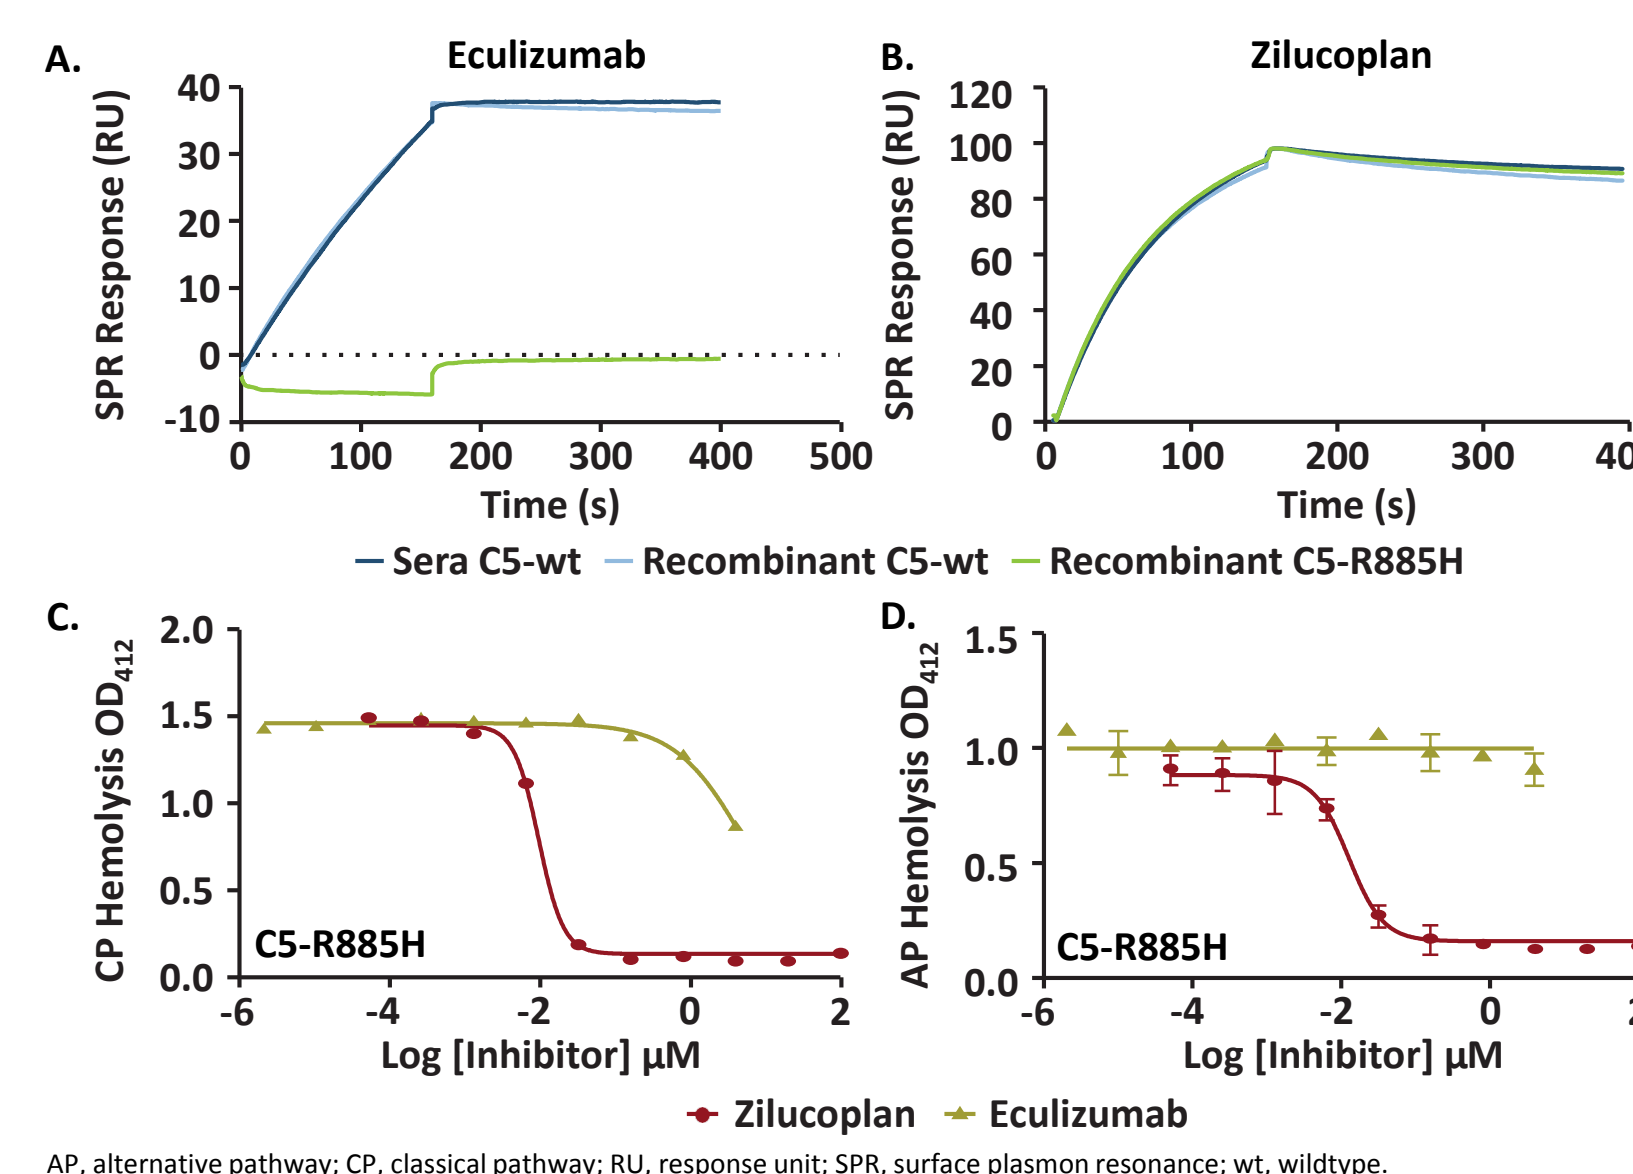 A.
Eculizumab
SPR Response (RU)
40
30
20
10
0
-10
0 100 200 300 400 500
Time (s)
B.
Zilucoplan
SPR Response (RU)
120
100
80
60
40
20
0
0 100 200 300 40
Time (s)
Sera C5-wt Recombinant C5-wt Recombinant C5-R885H
C.
CP Hemolysis OD412
2.0
1.5
1.0
0.5
0.0
C5-R885H
-6 -4 -2 0 2
Log [Inhibitor] μM
D.
AP Hemolysis OD412
1.5
1.0
0.5
0.0
C5-R885H
-6 -4 -2 0
Log [Inhibitor] μM
Zilucoplan Eculizumab
AP, alternative pathway; CP, classical pathway; RU, response unit; SPR, surface plasmon resonance; wt, wildtype.